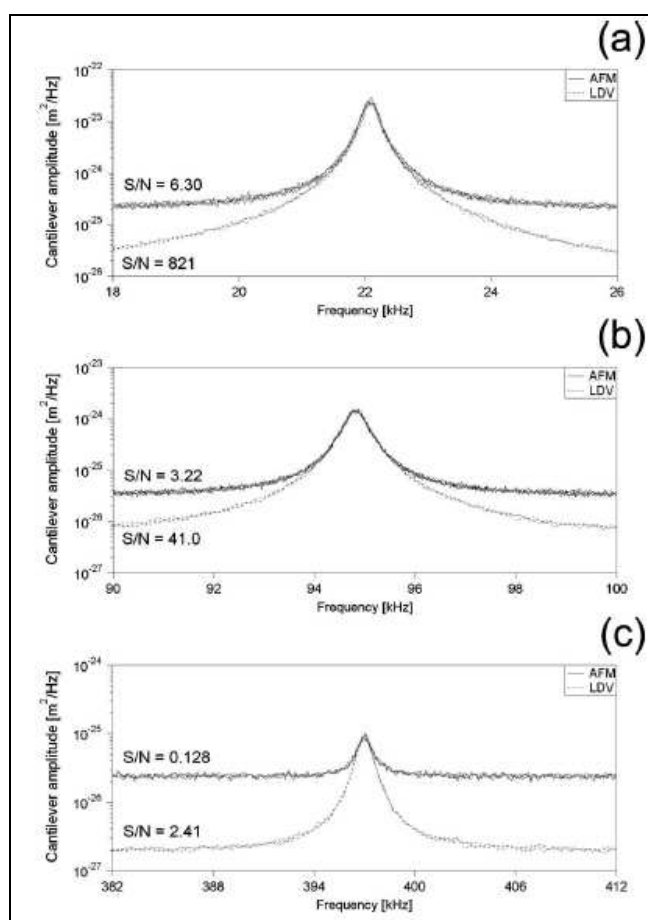 (a)
Cantilever amplitude [m²/Hz]
10⁻²²
10⁻²³
10⁻²⁴
10⁻²⁵
10⁻²⁶
AFM
LDV
S/N = 6.30
S/N = 821
18 20 22 24 26
Frequency [kHz]
(b)
Cantilever amplitude [m²/Hz]
10⁻²³
10⁻²⁴
10⁻²⁵
10⁻²⁶
10⁻²⁷
AFM
LDV
S/N = 3.22
S/N = 41.0
90 92 94 96 98 100
Frequency [kHz]
(c)
Cantilever amplitude [m²/Hz]
10⁻²⁴
10⁻²⁵
10⁻²⁶
10⁻²⁷
AFM
LDV
S/N = 0.128
S/N = 2.41
382 388 394 400 406 412
Frequency [kHz]